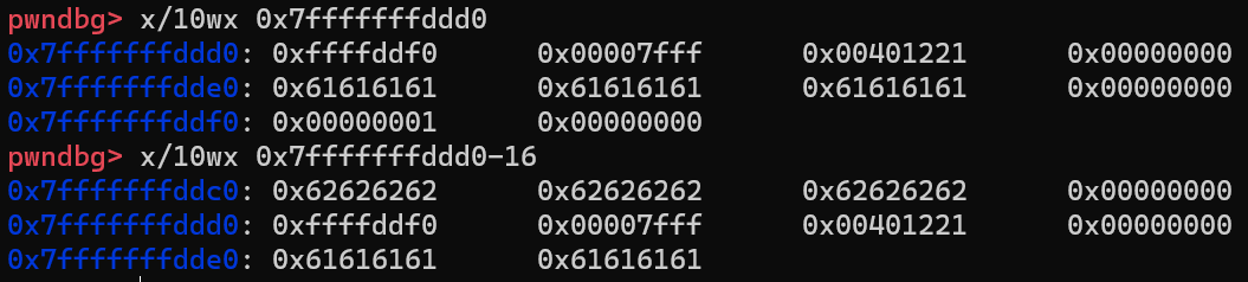 pwndbg> x/10wx 0x7fffffffddd0
0x7fffffffddd0: 0xffffddf0 0x00007fff 0x00401221 0x00000000
0x7fffffffdde0: 0x61616161 0x61616161 0x61616161 0x00000000
0x7fffffffddf0: 0x00000001 0x00000000
pwndbg> x/10wx 0x7fffffffddd0-16
0x7fffffffddc0: 0x62626262 0x62626262 0x62626262 0x00000000
0x7fffffffddd0: 0xffffddf0 0x00007fff 0x00401221 0x00000000
0x7fffffffdde0: 0x61616161 0x61616161